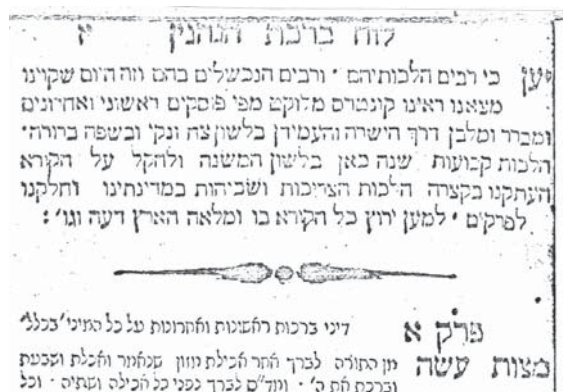 לוח ברכת הנהנין א
יען כי רבים הלכותיהם · ורבים הנכשלים בהם וזה היום שקוינו
מצאנו ראינו קונטרס מלוקט מפי פוסקים ראשוני ואחרונים
ומברר ומלבן דרך הישרה והעמידן בלשון צח ונקי ובשפה ברורה·
הלכות קבועות שנה כאן בלשון המשנה ולהקל על הקורא
העתקנו בקצרה הלכות הצריכות ושכיחות במדינתינו וחלקנו
לפרקים · למען ירוץ כל הקורא בו ומלאה הארץ דעה וגו' :
פרק א דיני ברכות ראשונות ואחרונות על כל המיני' בכלל
מצות עשה מן התורה לברך אחר אכילת מזון שנאמר ואכלת ושבעת
וברכת את ה' · ומד"ס לברך לפני כל אכילה ושתיה · וכל